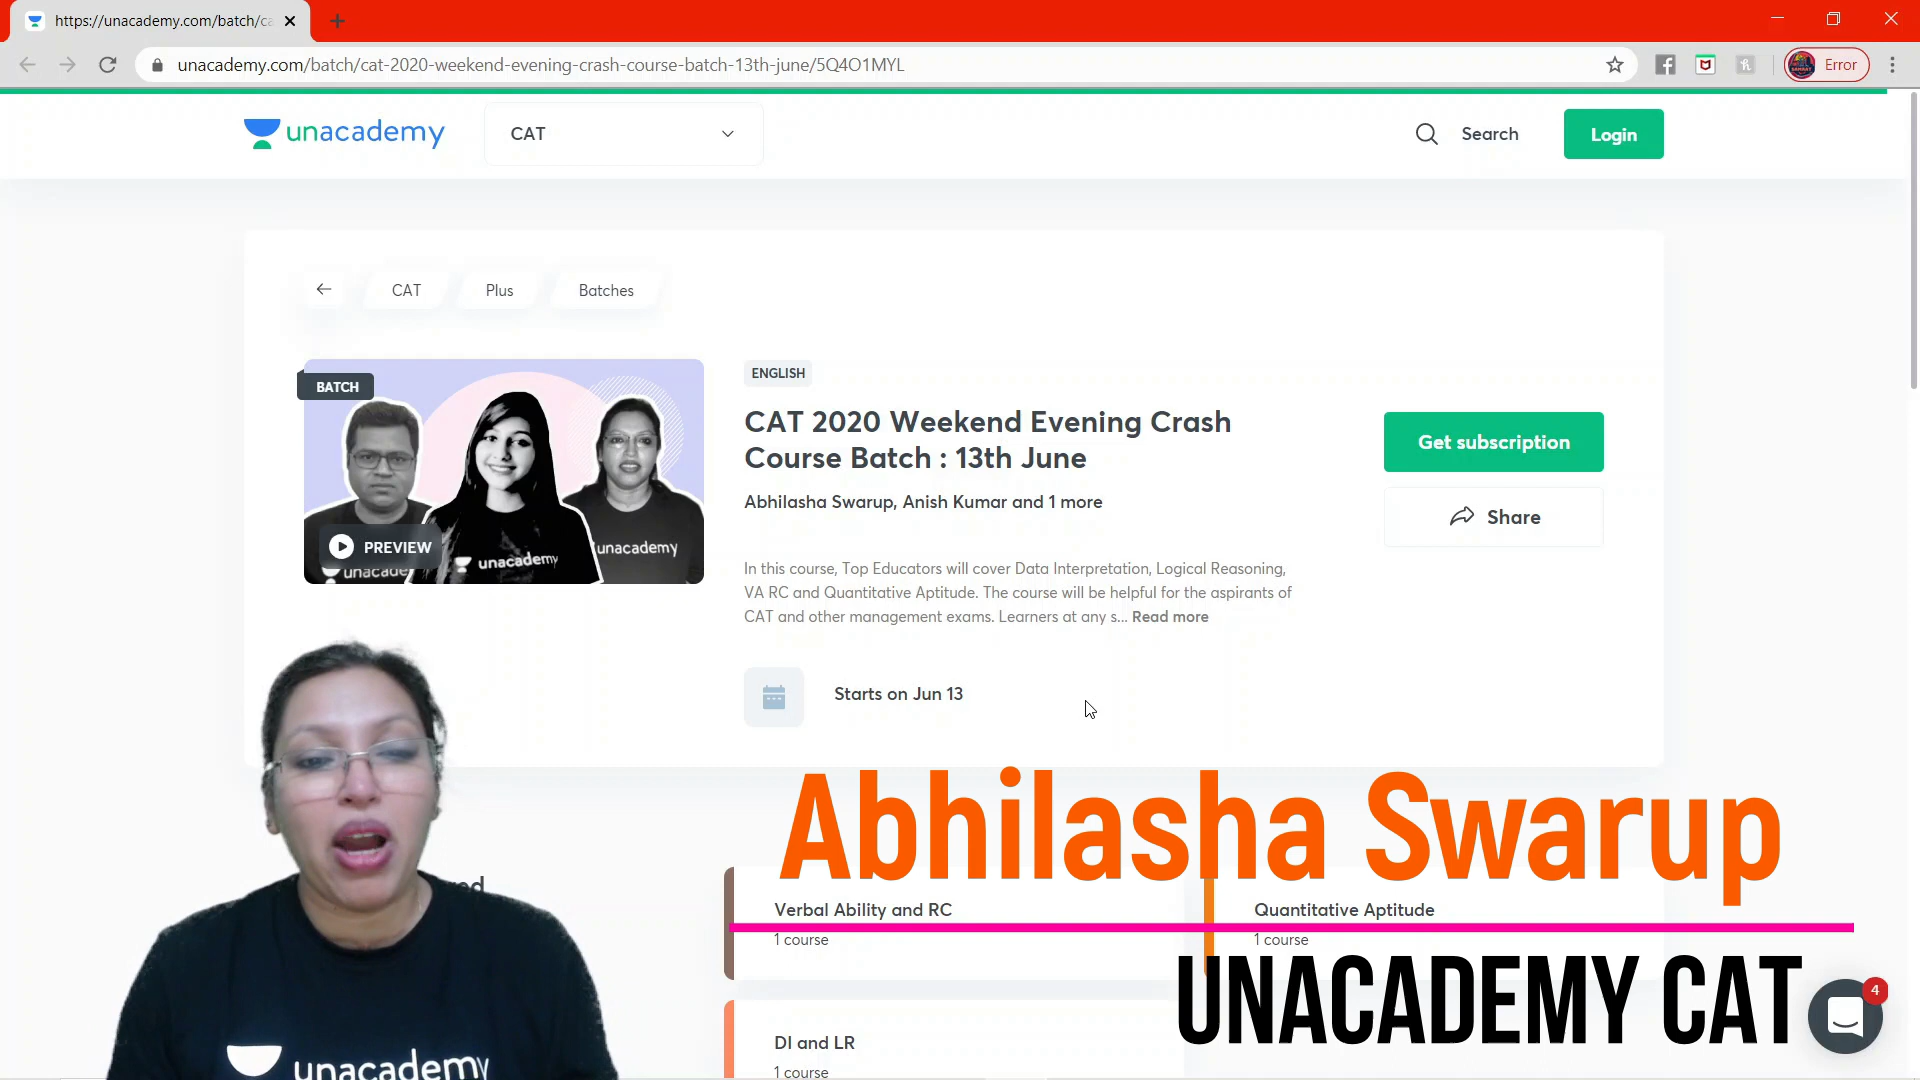 https://unacademy.com/batch/ca
unacademy.com/batch/cat-2020-weekend-evening-crash-course-batch-13th-june/5Q4O1MYL
Error
unacademy
CAT
Search
Login
CAT
Plus
Batches
BATCH
PREVIEW
unacade
unacademy
unacademy
ENGLISH
CAT 2020 Weekend Evening Crash
Course Batch : 13th June
Abhilasha Swarup, Anish Kumar and 1 more
In this course, Top Educators will cover Data Interpretation, Logical Reasoning,
VA RC and Quantitative Aptitude. The course will be helpful for the aspirants of
CAT and other management exams. Learners at any s... Read more
Starts on Jun 13
Get subscription
Share
Abhilasha Swarup
Verbal Ability and RC
1 course
Quantitative Aptitude
1 course
UNACADEMY CAT
4
DI and LR
1 course
unacademy